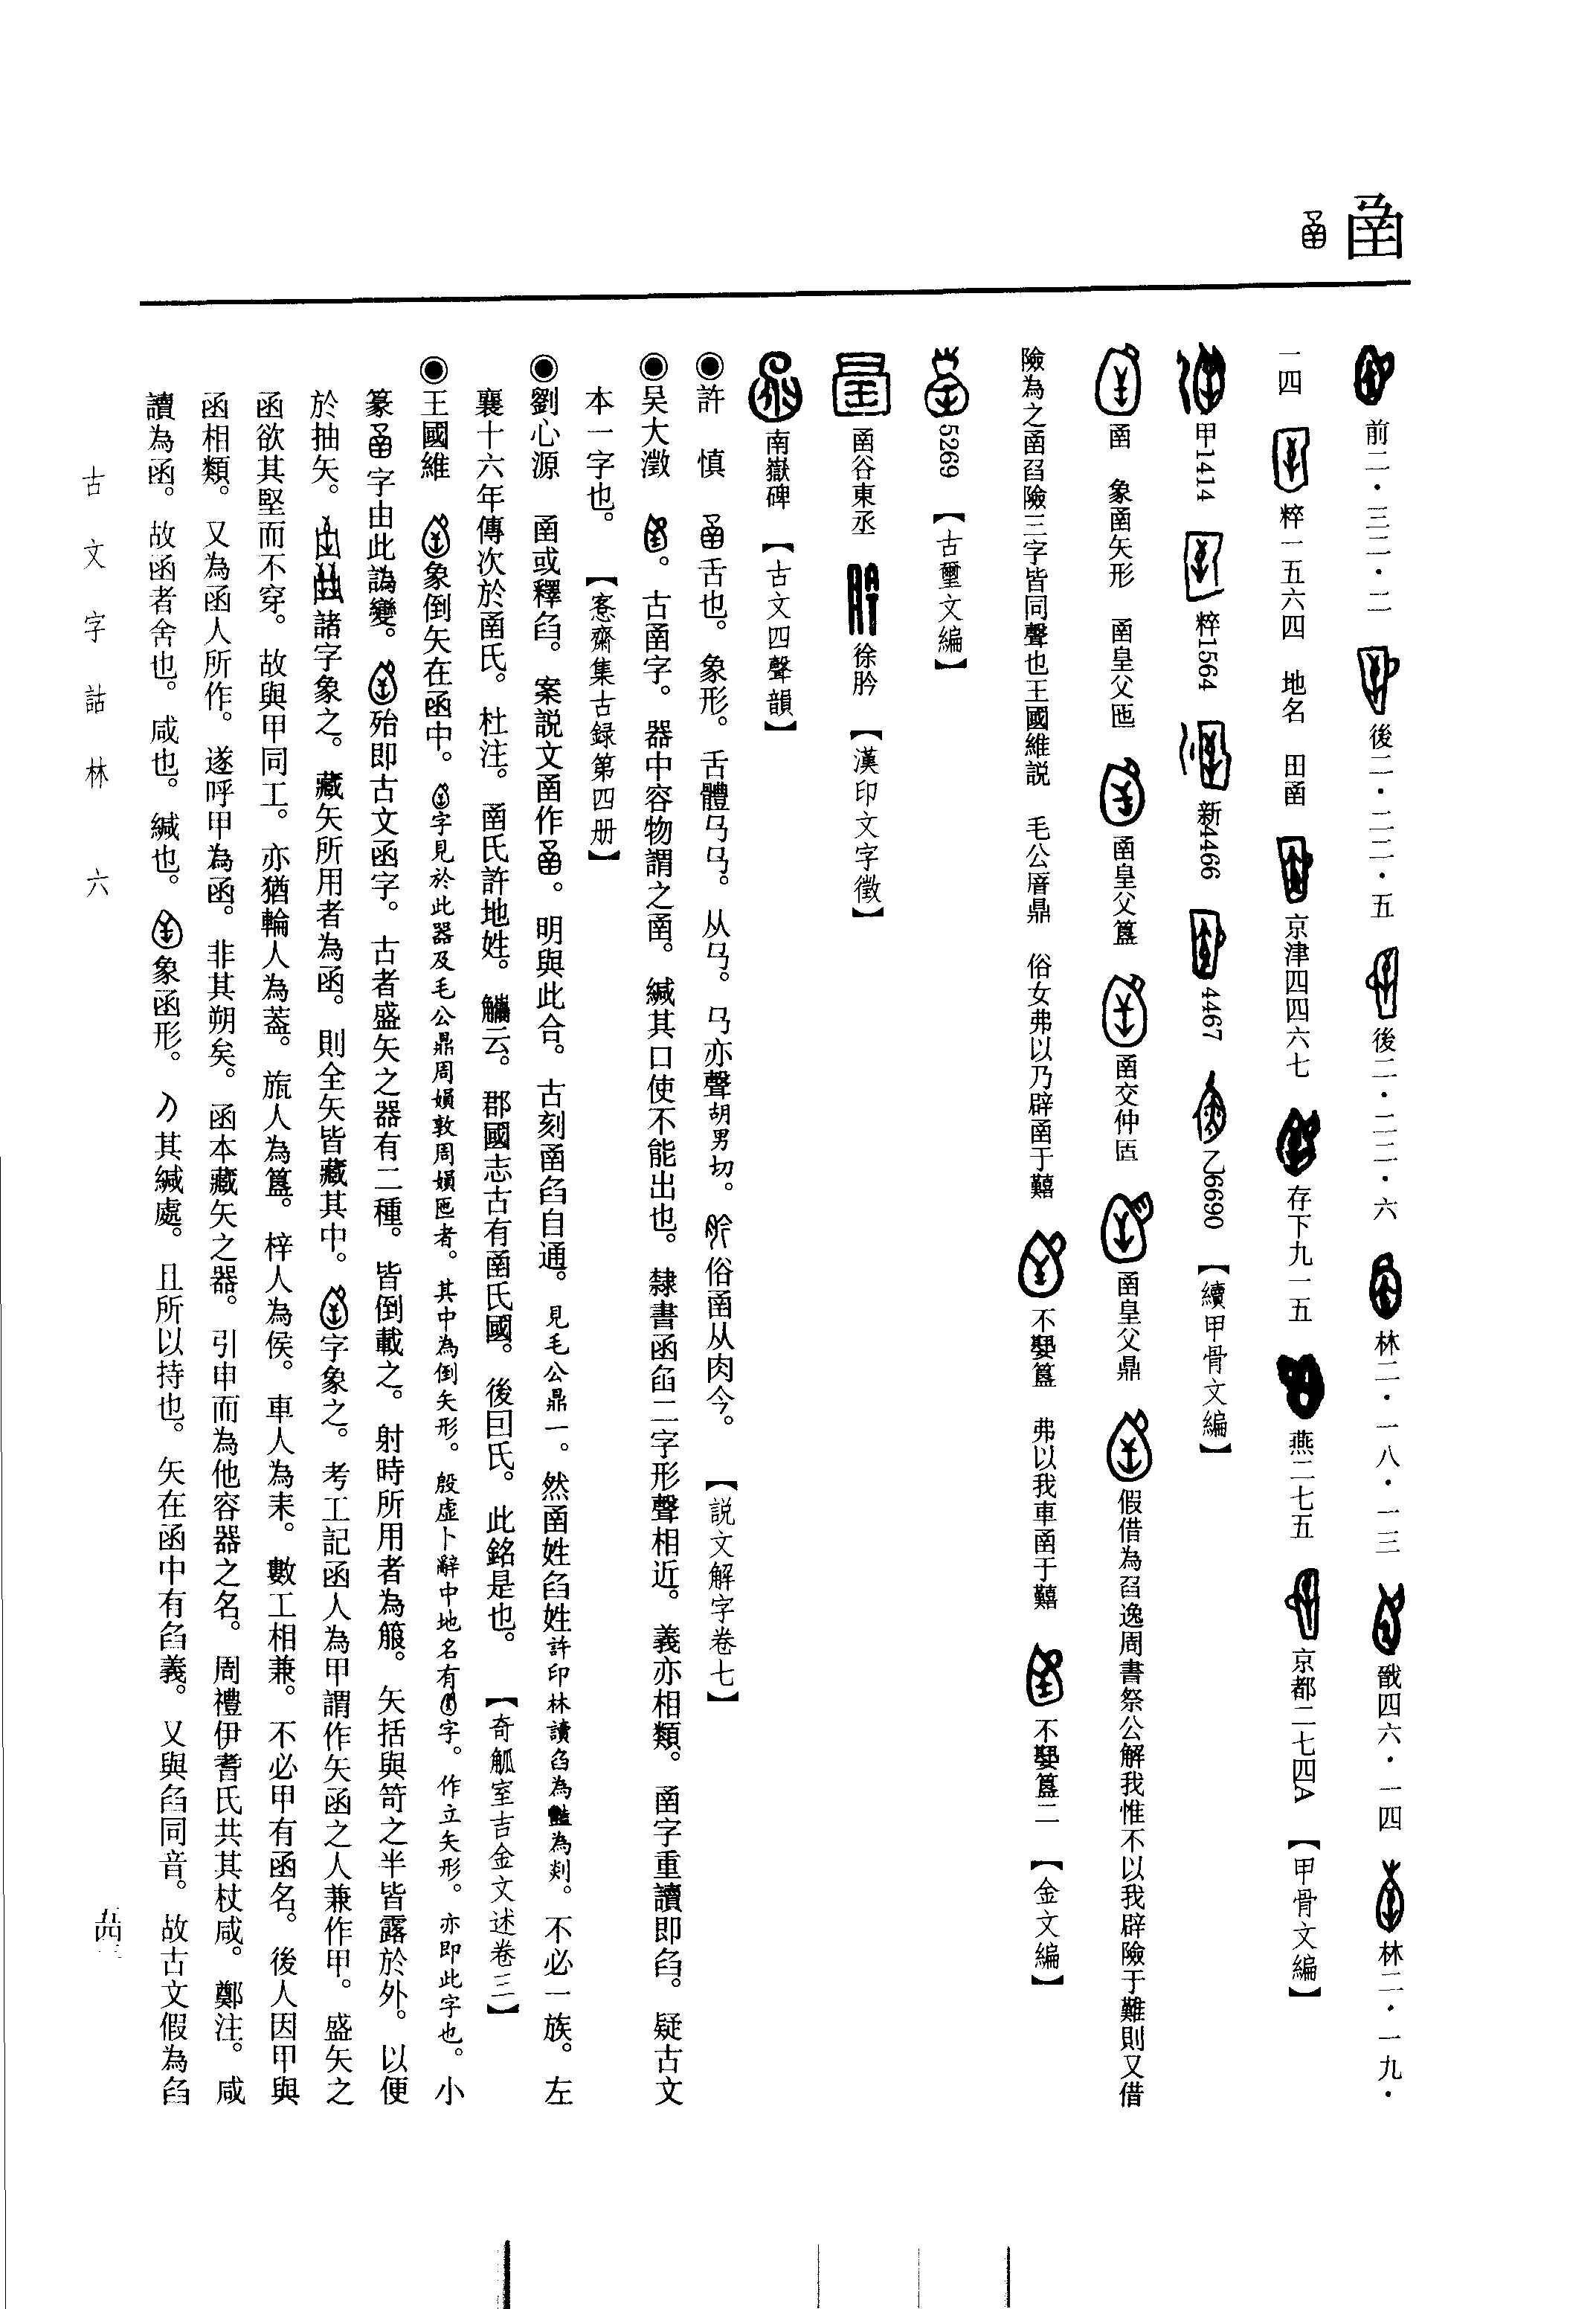 圅
前二·三二·二 後二·二二·五 後二·二二·六 林二·一八·一三 戬四六·一四 林二·一九·
一四 粹一五六四 地名 田圅 京津四四六七 存下九一五 燕二七五 京都二七四A 【甲骨文編】
甲1414 粹1564 新4466 4467 乙6690 【續甲骨文編】
圅 象圅矢形 圅皇父匜 圅皇父簋 圅交仲匠 圅皇父鼎 假借為臽逸周書祭公解我惟不以我辟險于難則又借
險為之圅臽險三字皆同聲也王國維説 毛公厝鼎 俗女弗以乃辟圅于囏 不𡢁簋 弗以我車圅于囏 不𡢁簋二 【金文編】
5269 【古璽文編】
圅谷東丞 徐肣 【漢印文字徵】
南嶽碑 【古文四聲韻】
◉許 慎 舌也。象形。舌體𢎘𢎘。从𢎘。𢎘亦聲胡男切。俗圅从肉今。 【説文解字卷七】
◉吴大澂 。古圅字。器中容物謂之圅。緘其口使不能出也。隸書函臽二字形聲相近。義亦相類。圅字重讀即臽。疑古文
本一字也。 【愙齋集古録第四册】
◉劉心源 圅或釋臽。案説文圅作。明與此合。古刻圅臽自通。見毛公鼎一。然圅姓臽姓許印林讀臽為豔為剡。不必一族。左
襄十六年傳次於圅氏。杜注。圅氏許地姓。觿云。郡國志古有圅氏國。後囙氏。此銘是也。 【奇觚室吉金文述卷三】
◉王國維 象倒矢在函中。字見於此器及毛公鼎周娟敦周娟匜者。其中為倒矢形。殷虛卜辭中地名有字。作立矢形。亦即此字也。小
篆字由此譌變。殆即古文函字。古者盛矢之器有二種。皆倒載之。射時所用者為箙。矢括與笴之半皆露於外。以便
於抽矢。諸字象之。藏矢所用者為函。則全矢皆藏其中。字象之。考工記函人為甲謂作矢函之人兼作甲。盛矢之
函欲其堅而不穿。故與甲同工。亦猶輪人為蓋。旊人為簋。梓人為侯。車人為耒。數工相兼。不必甲有函名。後人因甲與
函相類。又為函人所作。遂呼甲為函。非其朔矣。函本藏矢之器。引申而為他容器之名。周禮伊耆氏共其杖咸。鄭注。咸
讀為函。故函者舍也。咸也。緘也。象函形。其緘處。且所以持也。矢在函中有臽義。又與臽同音。故古文假為臽
古文字詁林 六